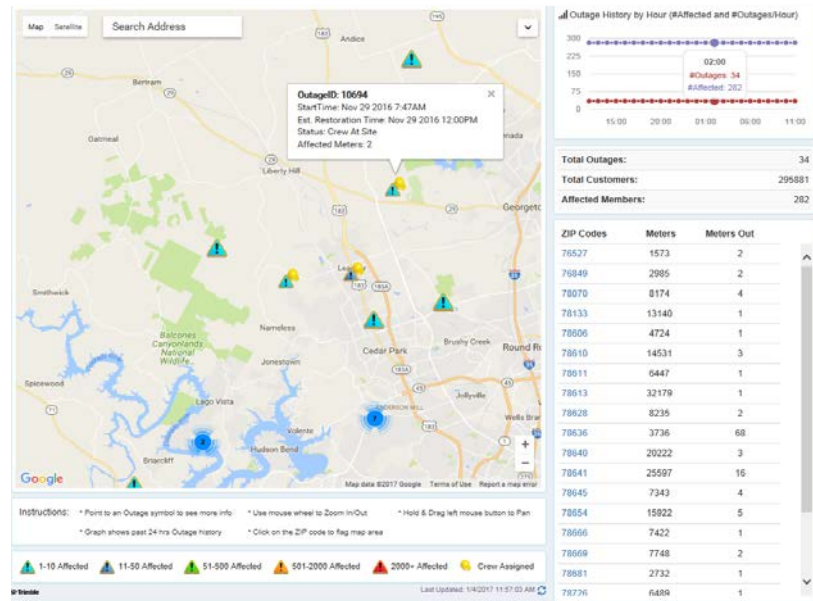 Map Satellite
Search Address
Andice
Bertram
Oatmeal
OutageID: 10694
StartTime: Nov 29 2016 7:47AM
Est. Restoration Time: Nov 29 2016 12:00PM
Status: Crew At Site
Affected Meters: 2
Liberty Hill
Georgeto
Smithwick
Nameless
Balcones
Canyonlands
National
Wildlife...
Jonestown
Cedar Park
Brushy Creek
Round Ro
Spicewood
Lago Vista
Jollyville
ANDERSON MILL
Wells Bran
Volente
Hudson Bend
Briarcliff
7
Google
Map data ©2017 Google Terms of Use Report a map error
Instructions: * Point to an Outage symbol to see more info * Use mouse wheel to Zoom In/Out * Hold & Drag left mouse button to Pan
* Graph shows past 24 hrs Outage history * Click on the ZIP code to flag map area
1-10 Affected 11-50 Affected 51-500 Affected 501-2000 Affected 2000+ Affected Crew Assigned
Trimble
Last Updated: 1/4/2017 11:57:03 AM
Outage History by Hour (#Affected and #Outages/Hour)
300
225
150
75
0
02:00
#Outages: 34
#Affected: 282
15:00 20:00 01:00 06:00 11:00
Total Outages: 34
Total Customers: 295881
Affected Members: 282
ZIP Codes Meters Meters Out
76527 1573 2
76849 2985 2
78070 8174 4
78133 13140 1
78606 4724 1
78610 14531 3
78611 6447 1
78613 32179 1
78628 8235 2
78636 3736 68
78640 20222 3
78641 25597 16
78645 7343 4
78654 15922 5
78666 7422 1
78669 7748 2
78681 2732 1
78726 6489 1